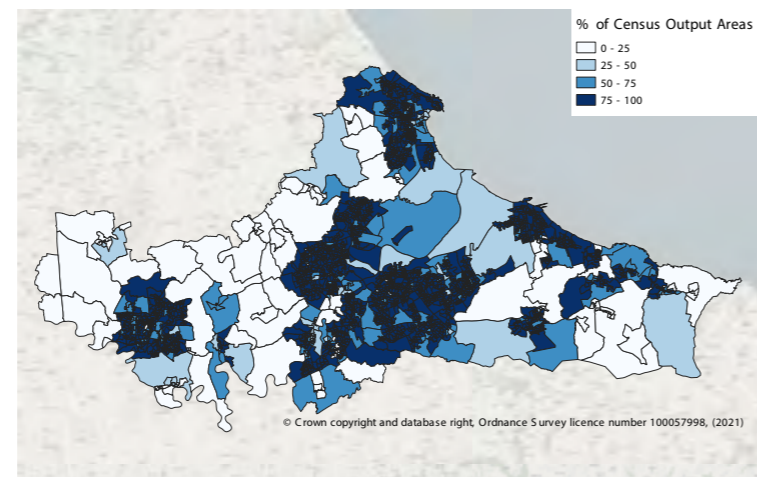 % of Census Output Areas
0 - 25
25 - 50
50 - 75
75 - 100
© Crown copyright and database right, Ordnance Survey licence number 100057998, (2021)